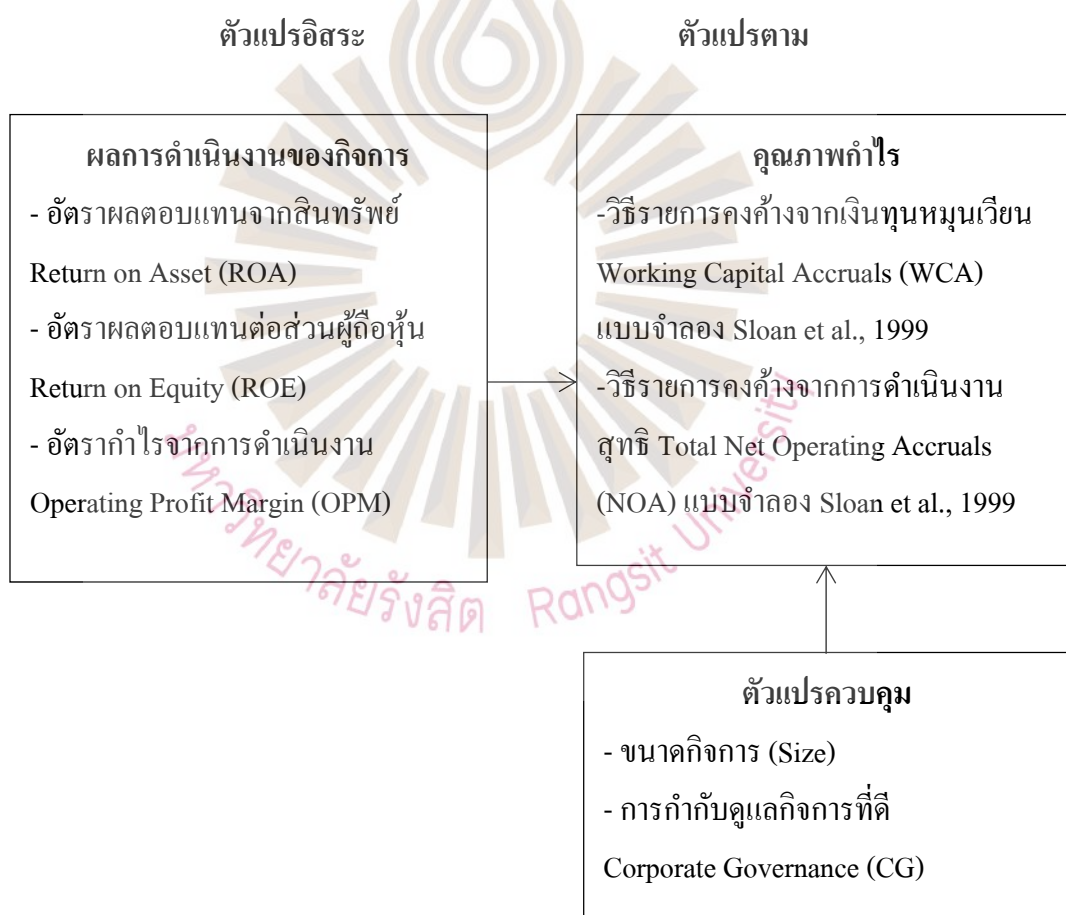 ตัวแปรอิสระ
ตัวแปรตาม
ผลการดำเนินงานของกิจการ
- อัตราผลตอบแทนจากสินทรัพย์
Return on Asset (ROA)
- อัตราผลตอบแทนต่อส่วนผู้ถือหุ้น
Return on Equity (ROE)
- อัตรากำไรจากการดำเนินงาน
Operating Profit Margin (OPM)
คุณภาพกำไร
-วิธีรายการคงค้างจากเงินทุนหมุนเวียน
Working Capital Accruals (WCA)
แบบจำลอง Sloan et al., 1999
-วิธีรายการคงค้างจากการดำเนินงาน
สุทธิ Total Net Operating Accruals
(NOA) แบบจำลอง Sloan et al., 1999
ตัวแปรควบคุม
- ขนาดกิจการ (Size)
- การกำกับดูแลกิจการที่ดี
Corporate Governance (CG)
มหาวิทยาลัยรังสิต Rangsit University